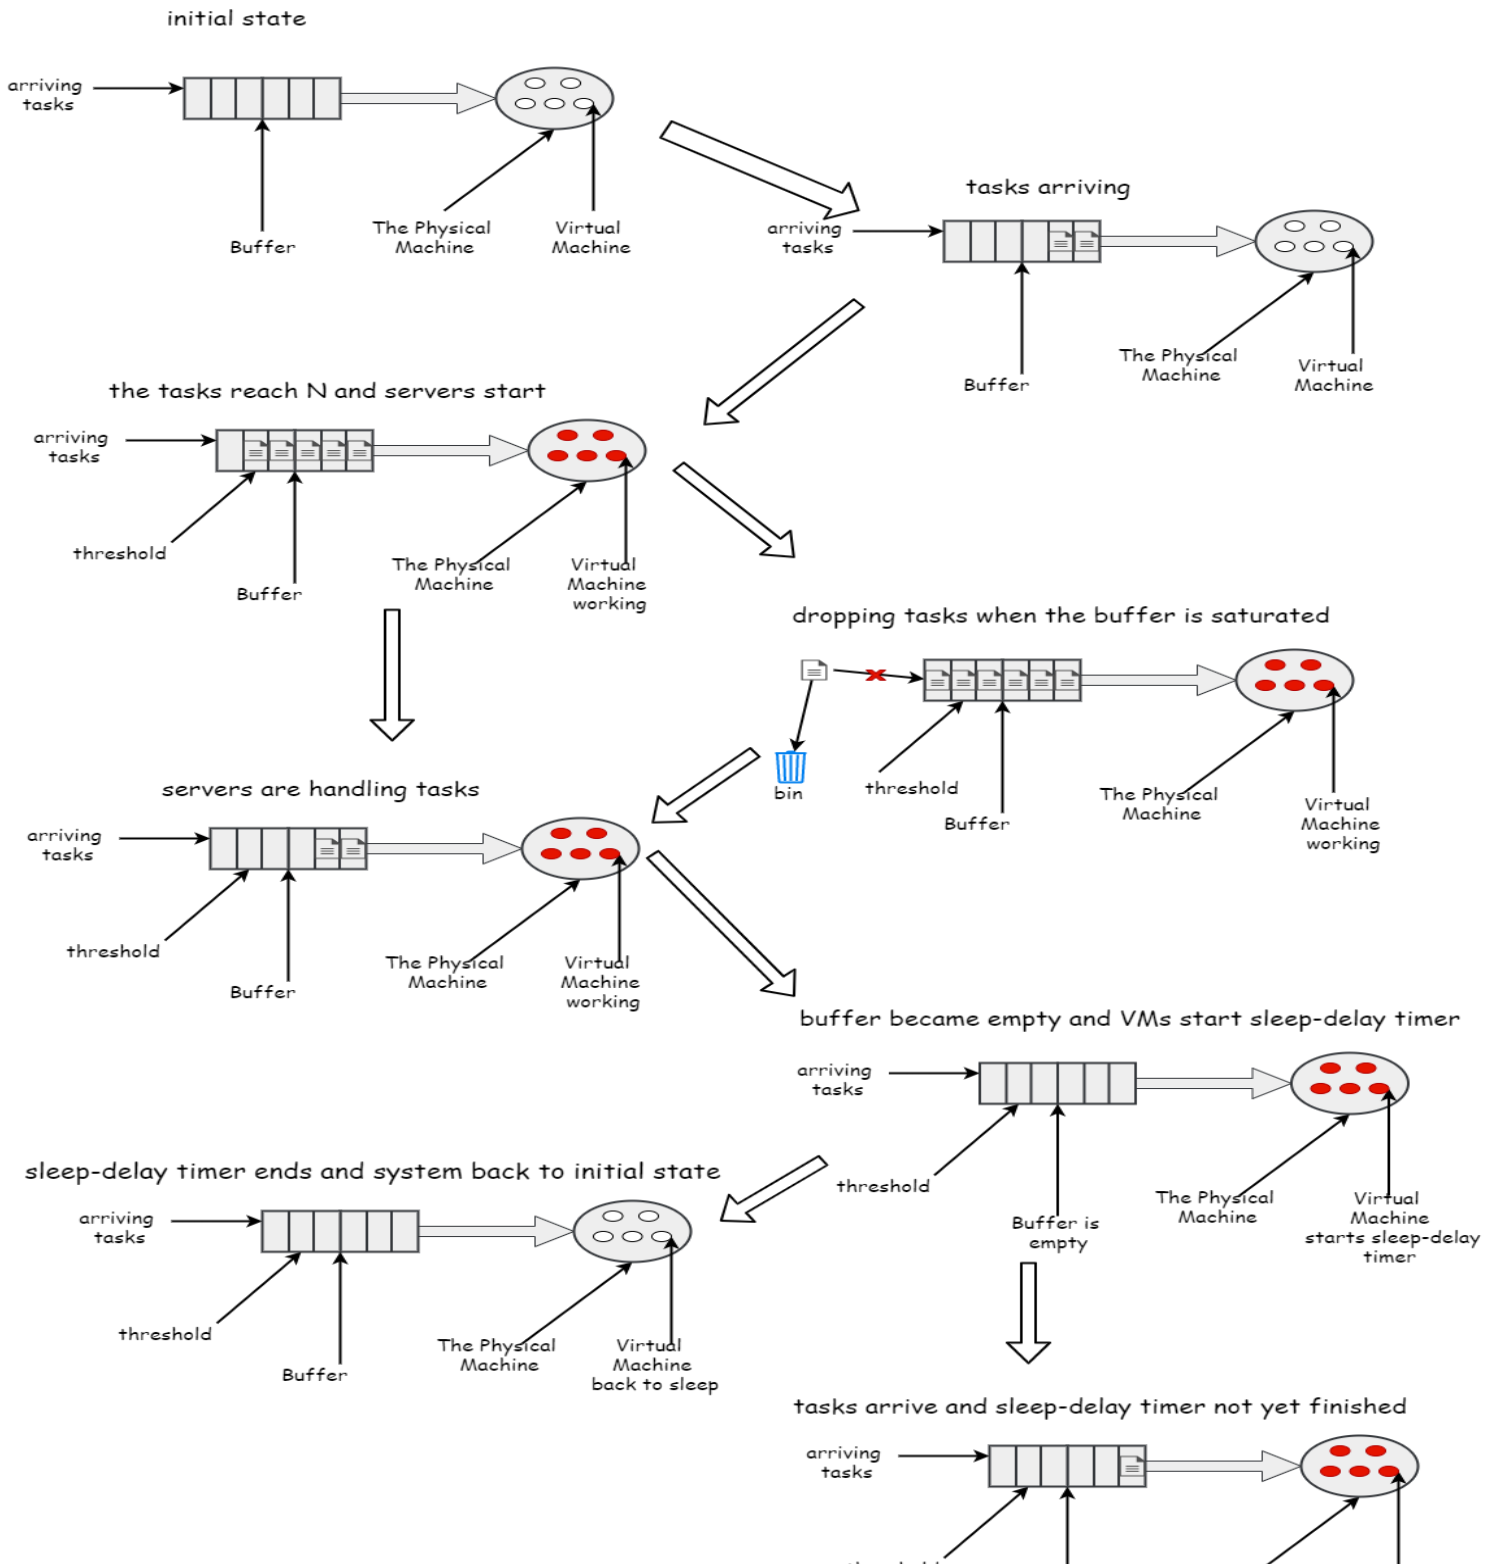 initial state
arriving
tasks
Buffer
The Physical
Machine
Virtual
Machine
tasks arriving
arriving
tasks
Buffer
The Physical
Machine
Virtual
Machine
the tasks reach N and servers start
arriving
tasks
threshold
Buffer
The Physical
Machine
Virtual
Machine
working
dropping tasks when the buffer is saturated
bin
threshold
Buffer
The Physical
Machine
Virtual
Machine
working
servers are handling tasks
arriving
tasks
threshold
Buffer
The Physical
Machine
Virtual
Machine
working
buffer became empty and VMs start sleep-delay timer
arriving
tasks
threshold
Buffer is
empty
The Physical
Machine
Virtual
Machine
starts sleep-delay
timer
sleep-delay timer ends and system back to initial state
arriving
tasks
threshold
Buffer
The Physical
Machine
Virtual
Machine
back to sleep
tasks arrive and sleep-delay timer not yet finished
arriving
tasks